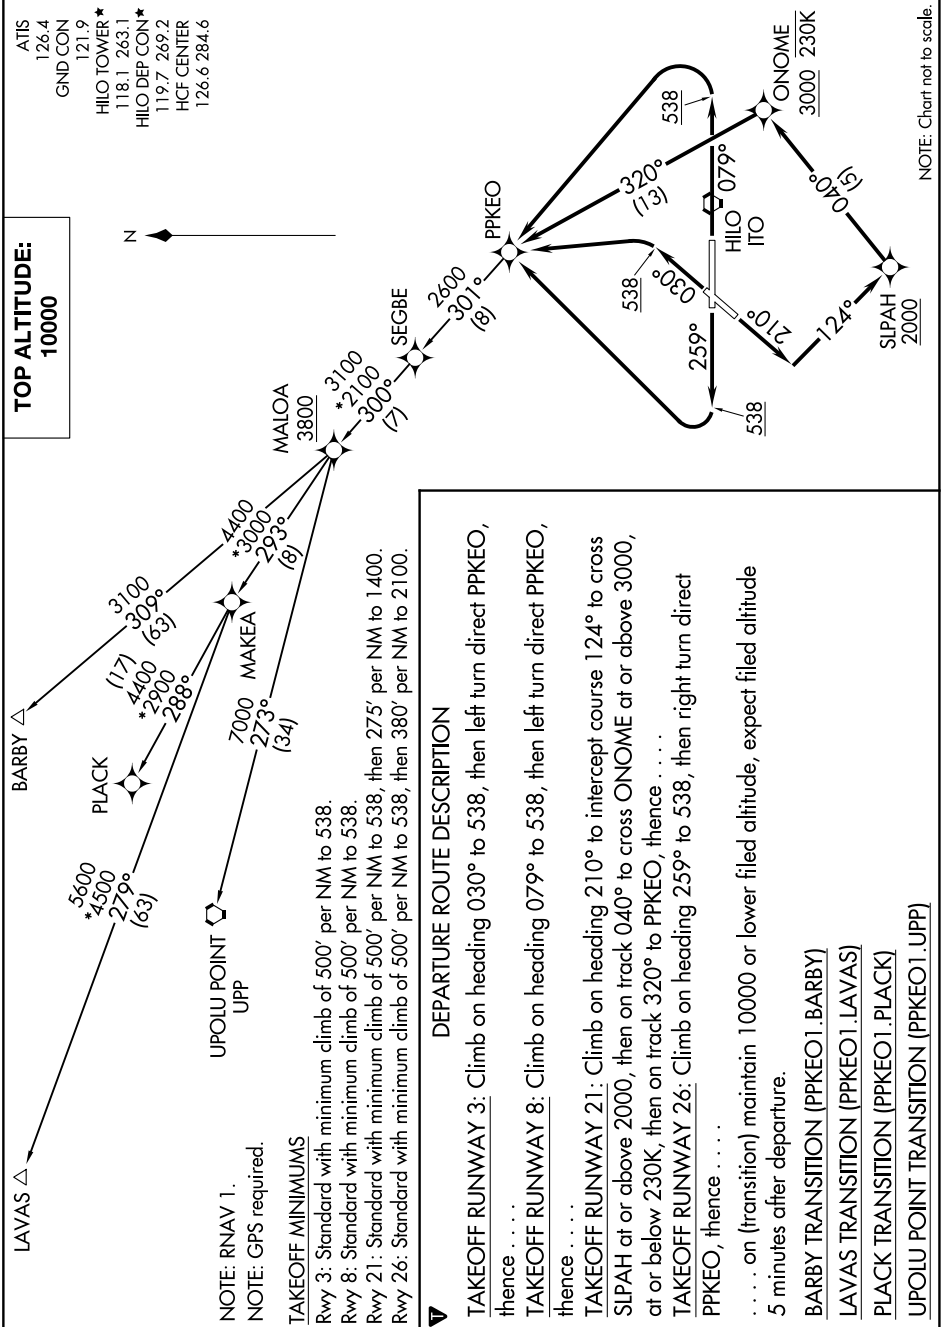 TOP ALTITUDE:
10000
ATIS
126.4
GND CON
121.9
HILO TOWER★
118.1 263.1
HILO DEP CON★
119.7 269.2
HCF CENTER
126.6 284.6
N
LAVAS
5600
*4500
279°
(63)
BARBY
3100
309°
(63)
PLACK
(17)
4400
*2900
288°
MAKEA
4400
*3000
293°
(8)
UPOLU POINT
UPP
7000
273°
(34)
MALOA
3800
3100
*2100
300°
(7)
SEGBE
2600
301°
(8)
PPKEO
320°
(13)
538
079°
HILO
ITO
538
030°
259°
538
210°
124°
SLPAH
2000
040°
(5)
ONOME
3000 230K
NOTE: Chart not to scale.
NOTE: RNAV 1.
NOTE: GPS required.
TAKEOFF MINIMUMS
Rwy 3: Standard with minimum climb of 500' per NM to 538.
Rwy 8: Standard with minimum climb of 500' per NM to 538.
Rwy 21: Standard with minimum climb of 500' per NM to 538, then 275' per NM to 1400.
Rwy 26: Standard with minimum climb of 500' per NM to 538, then 380' per NM to 2100.
T
DEPARTURE ROUTE DESCRIPTION
TAKEOFF RUNWAY 3: Climb on heading 030° to 538, then left turn direct PPKEO,
thence . . . .
TAKEOFF RUNWAY 8: Climb on heading 079° to 538, then left turn direct PPKEO,
thence . . . .
TAKEOFF RUNWAY 21: Climb on heading 210° to intercept course 124° to cross
SLPAH at or above 2000, then on track 040° to cross ONOME at or above 3000,
at or below 230K, then on track 320° to PPKEO, thence . . . .
TAKEOFF RUNWAY 26: Climb on heading 259° to 538, then right turn direct
PPKEO, thence . . . .
. . . . on (transition) maintain 10000 or lower filed altitude, expect filed altitude
5 minutes after departure.
BARBY TRANSITION (PPKEO1.BARBY)
LAVAS TRANSITION (PPKEO1.LAVAS)
PLACK TRANSITION (PPKEO1.PLACK)
UPOLU POINT TRANSITION (PPKEO1.UPP)